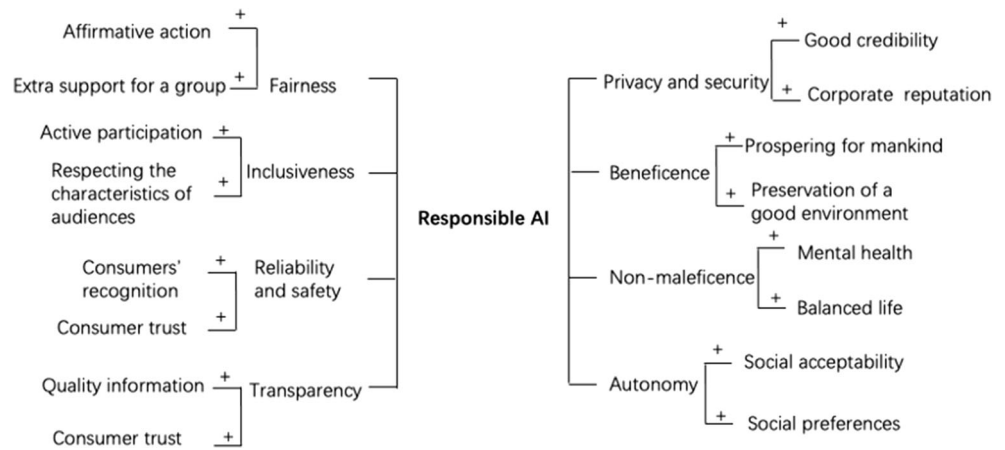 +
Affirmative action
+
Extra support for a group
Fairness
+
Active participation
Inclusiveness
+
Respecting the
characteristics of
audiences
+
Consumers'
recognition
Reliability
and safety
+
Consumer trust
+
Quality information
Transparency
+
Consumer trust
Responsible AI
+
Good credibility
Privacy and security
+
Corporate reputation
+
Prospering for mankind
Beneficence
+
Preservation of a
good environment
+
Mental health
Non-maleficence
+
Balanced life
+
Social acceptability
Autonomy
+
Social preferences